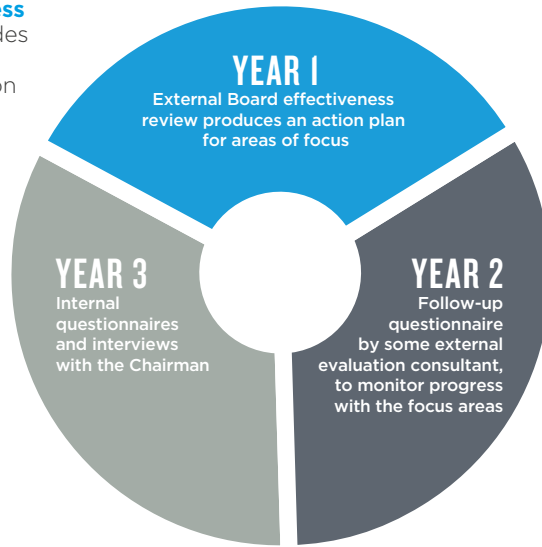 ess
des
on
YEAR 1
External Board effectiveness
review produces an action plan
for areas of focus
YEAR 3
Internal
questionnaires
and interviews
with the Chairman
YEAR 2
Follow-up
questionnaire
by some external
evaluation consultant,
to monitor progress
with the focus areas